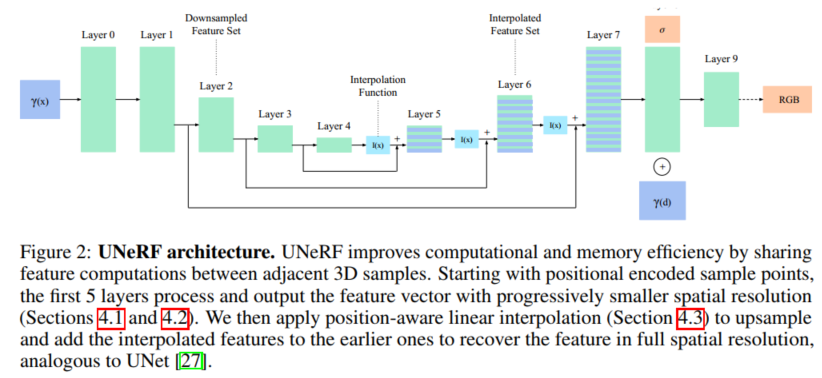 Downsampled
Feature Set
Interpolated
Feature Set
Layer 0
Layer 1
Layer 2
Layer 3
Layer 4
Interpolation
Function
Layer 5
Layer 6
Layer 7
Layer 9
γ(x)
I(x)
+
I(x)
+
I(x)
+
σ
RGB
+
γ(d)
Figure 2: UNeRF architecture. UNeRF improves computational and memory efficiency by sharing
feature computations between adjacent 3D samples. Starting with positional encoded sample points,
the first 5 layers process and output the feature vector with progressively smaller spatial resolution
(Sections 4.1 and 4.2). We then apply position-aware linear interpolation (Section 4.3) to upsample
and add the interpolated features to the earlier ones to recover the feature in full spatial resolution,
analogous to UNet [27].